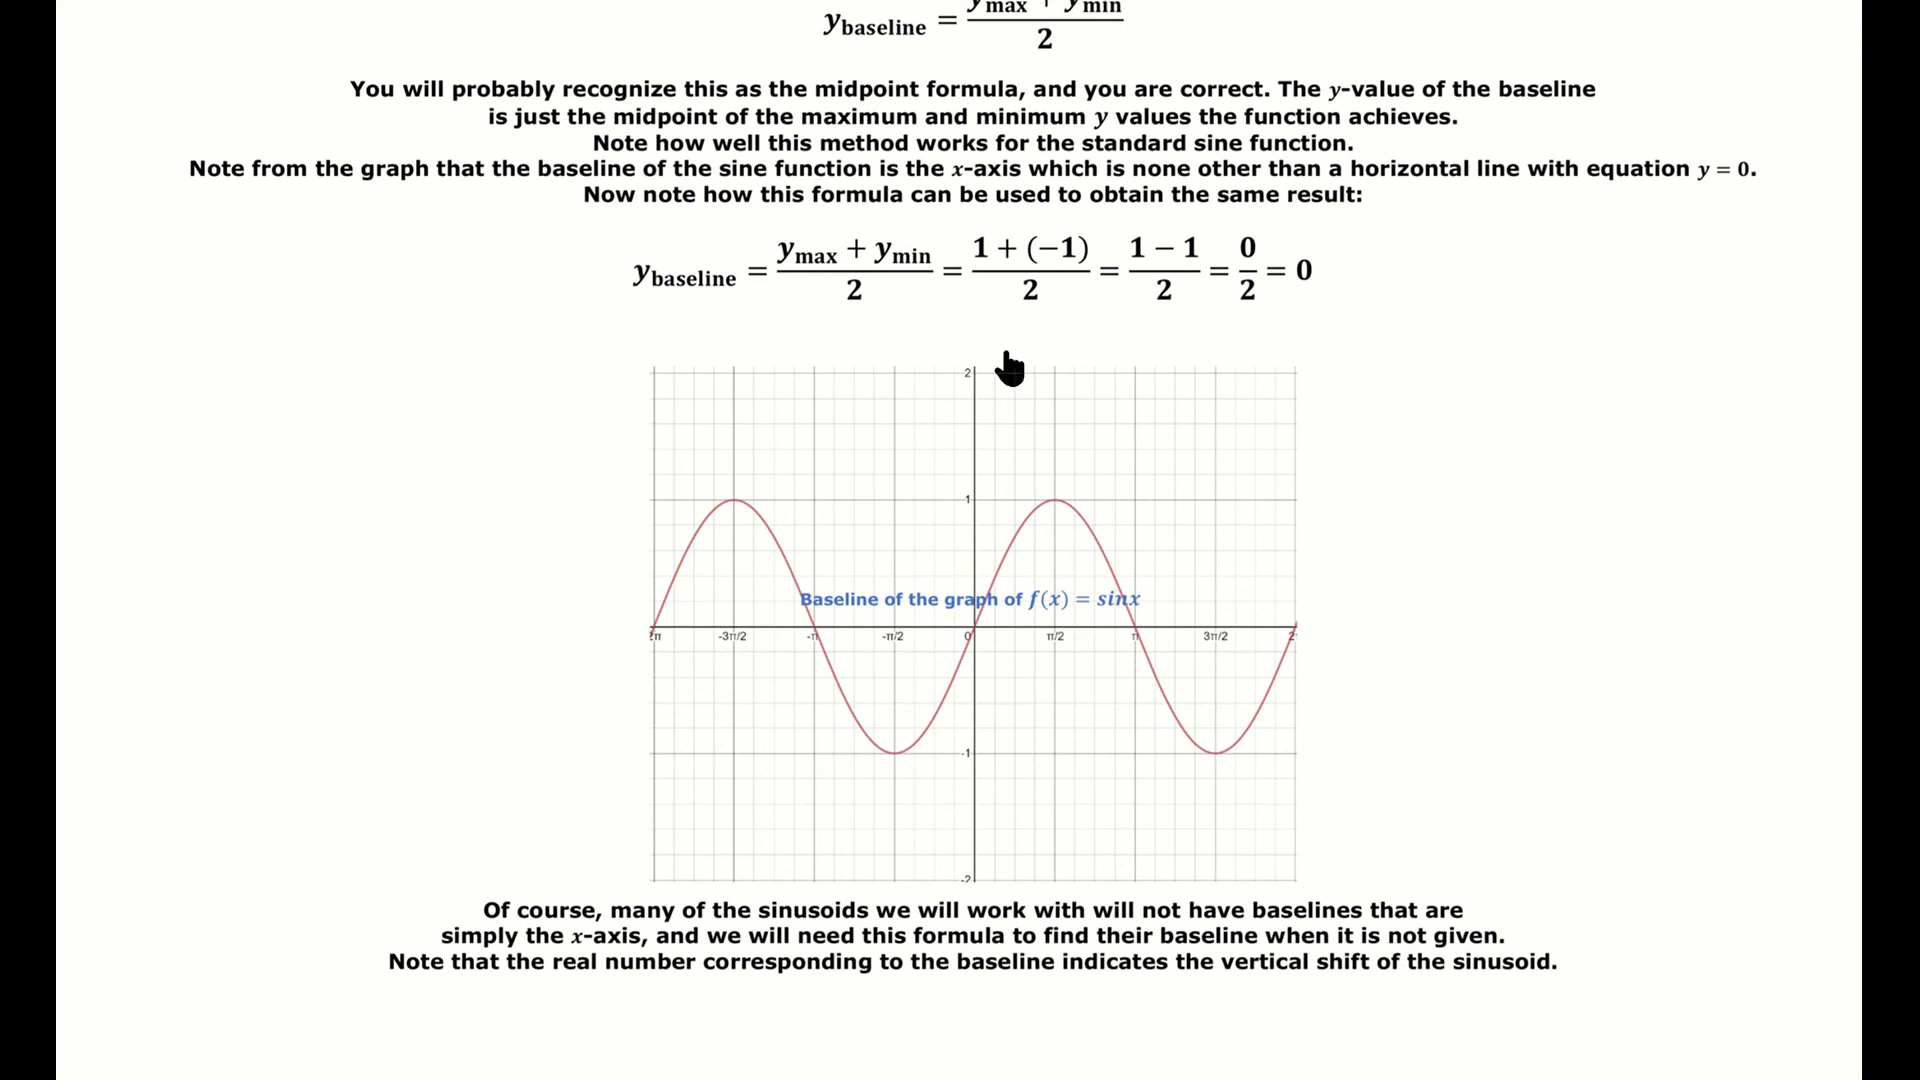 y_baseline = (y_max + y_min)/2
You will probably recognize this as the midpoint formula, and you are correct. The y-value of the baseline
is just the midpoint of the maximum and minimum y values the function achieves.
Note how well this method works for the standard sine function.
Note from the graph that the baseline of the sine function is the x-axis which is none other than a horizontal line with equation y = 0.
Now note how this formula can be used to obtain the same result:
y_baseline = (y_max + y_min)/2 = (1 + (−1))/2 = (1 − 1)/2 = 0/2 = 0
2
1
Baseline of the graph of f(x) = sinx
-3π/2 -π -π/2 0 π/2 π 3π/2
-1
-2
Of course, many of the sinusoids we will work with will not have baselines that are
simply the x-axis, and we will need this formula to find their baseline when it is not given.
Note that the real number corresponding to the baseline indicates the vertical shift of the sinusoid.